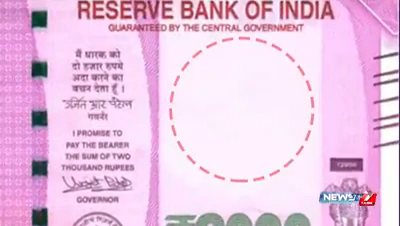 RESERVE BANK OF INDIA
GUARANTEED BY THE CENTRAL GOVERNMENT
मैं धारक को
दो हज़ार रुपये
अदा करने का
वचन देता हूँ ।
उर्जित आर पटेल
गवर्नर
I PROMISE TO
PAY THE BEARER
THE SUM OF TWO
THOUSAND RUPEES
GOVERNOR
₹2000
NEWS7